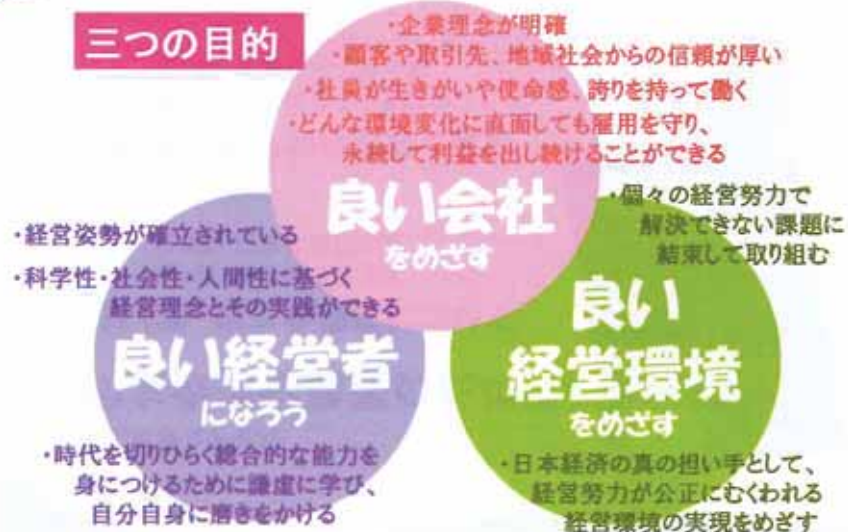 三つの目的
・企業理念が明確
・顧客や取引先、地域社会からの信頼が厚い
・社員が生きがいや使命感、誇りを持って働く
・どんな環境変化に直面しても雇用を守り、
永続して利益を出し続けることができる
良い会社
をめざす
・経営姿勢が確立されている
・科学性・社会性・人間性に基づく
経営理念とその実践ができる
良い経営者
になろう
・時代を切りひらく総合的な能力を
身につけるために謙虚に学び、
自分自身に磨きをかける
・個々の経営努力で
解決できない課題に
結束して取り組む
良い
経営環境
をめざす
・日本経済の真の担い手として、
経営努力が公正にむくわれる
経営環境の実現をめざす